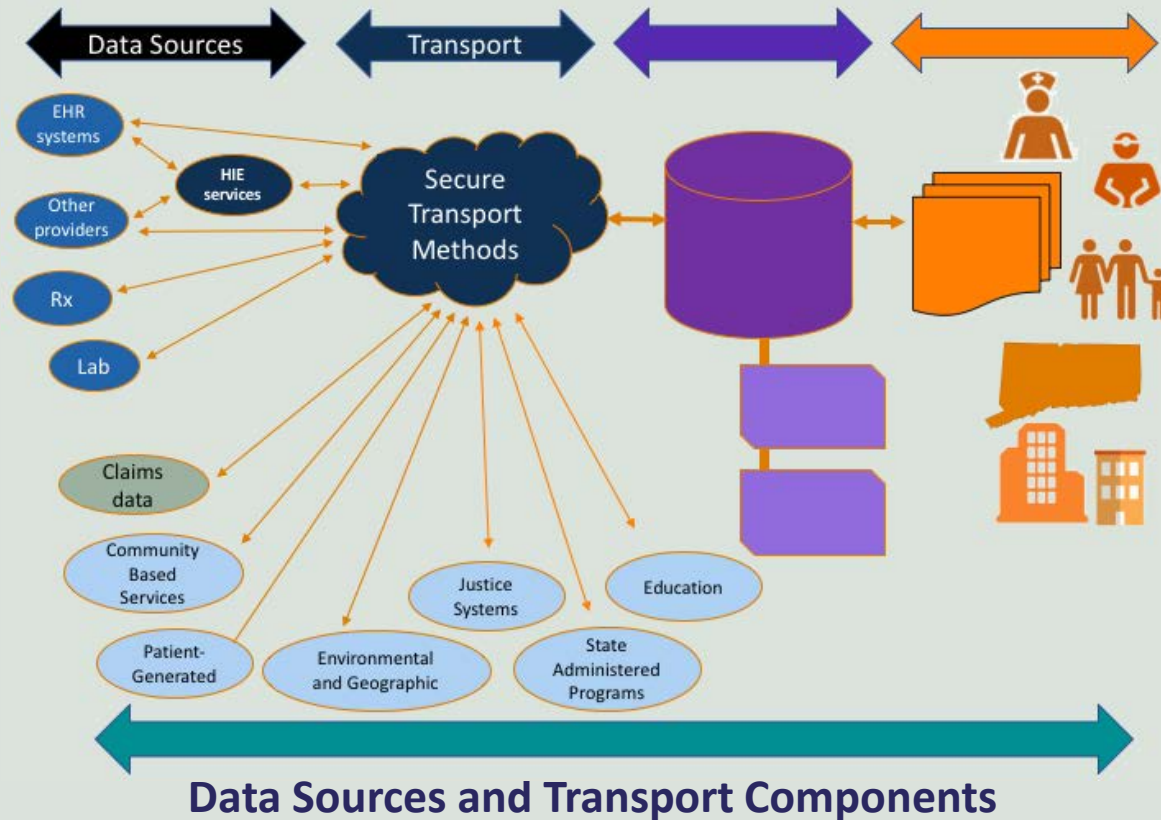 Data Sources
Transport
EHR
systems
HIE
services
Other
providers
Rx
Lab
Secure
Transport
Methods
Claims
data
Community
Based
Services
Patient-
Generated
Environmental
and Geographic
Justice
Systems
State
Administered
Programs
Education
Data Sources and Transport Components